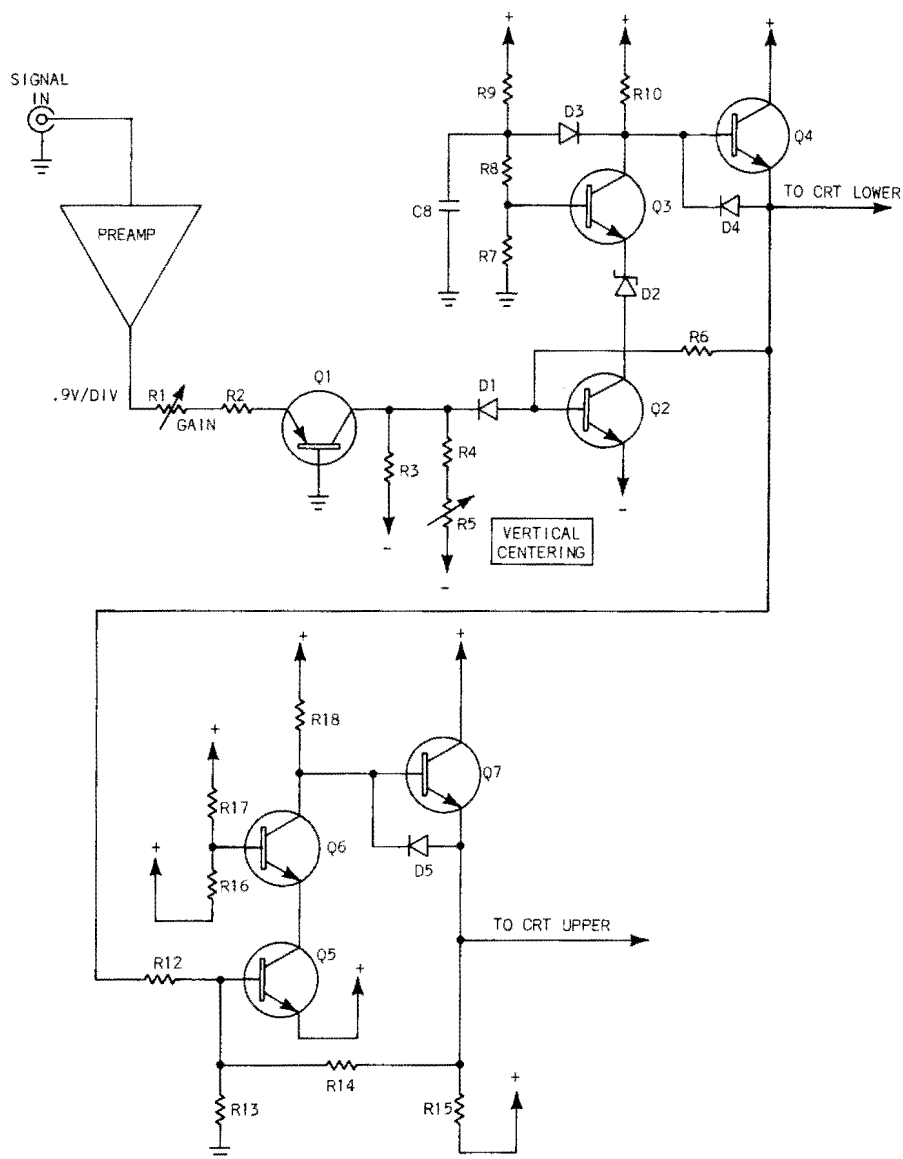 SIGNAL
IN
PREAMP
.9V/DIV
R1
GAIN
R2
Q1
R3
R4
R5
VERTICAL
CENTERING
D1
Q2
R6
D2
Q3
R7
R8
C8
R9
+
D3
R10
+
+
Q4
D4
TO CRT LOWER
-
-
-
+
R18
+
Q7
D5
+
R17
Q6
+
R16
TO CRT UPPER
R12
Q5
+
R14
R13
R15
+